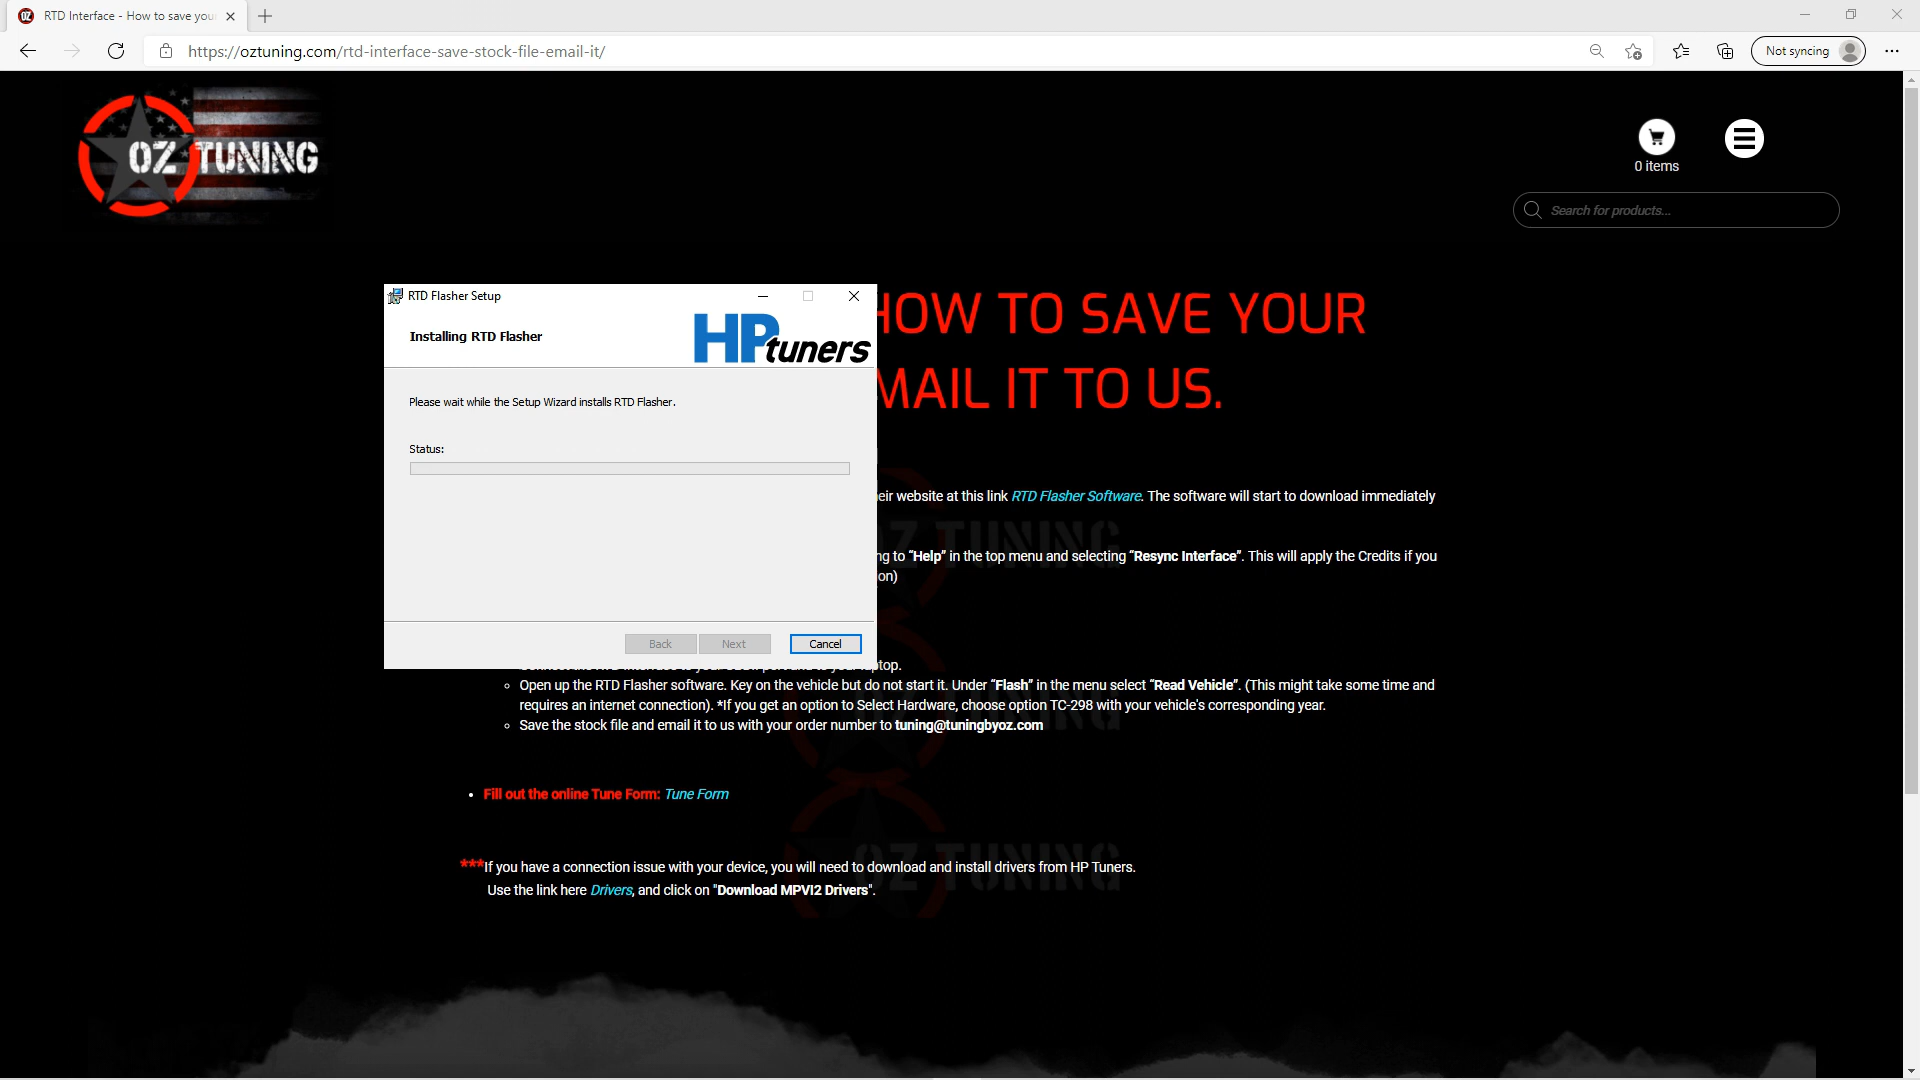 RTD Interface - How to save your
https://oztuning.com/rtd-interface-save-stock-file-email-it/
Not syncing
OZ TUNING
0 items
Search for products...
RTD Flasher Setup
Installing RTD Flasher
HP tuners
Please wait while the Setup Wizard installs RTD Flasher.
Status:
Back
Next
Cancel
HOW TO SAVE YOUR
MAIL IT TO US.
eir website at this link RTD Flasher Software. The software will start to download immediately
ng to “Help” in the top menu and selecting “Resync Interface”. This will apply the Credits if you
on)
top.
Open up the RTD Flasher software. Key on the vehicle but do not start it. Under “Flash” in the menu select “Read Vehicle”. (This might take some time and
requires an internet connection). *If you get an option to Select Hardware, choose option TC-298 with your vehicle's corresponding year.
Save the stock file and email it to us with your order number to tuning@tuningbyoz.com
Fill out the online Tune Form: Tune Form
***If you have a connection issue with your device, you will need to download and install drivers from HP Tuners.
Use the link here Drivers, and click on "Download MPVI2 Drivers".